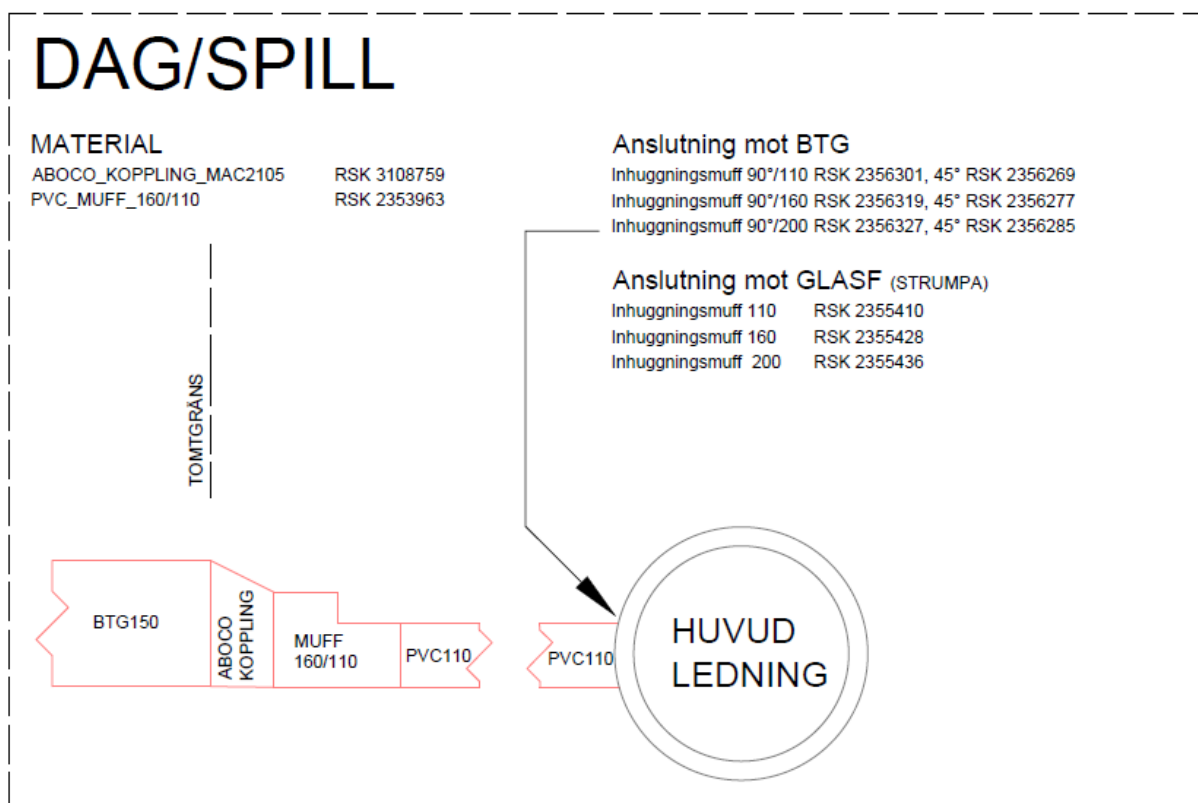 DAG/SPILL
MATERIAL
ABOCO_KOPPLING_MAC2105 RSK 3108759
PVC_MUFF_160/110 RSK 2353963
Anslutning mot BTG
Inhuggningsmuff 90°/110 RSK 2356301, 45° RSK 2356269
Inhuggningsmuff 90°/160 RSK 2356319, 45° RSK 2356277
Inhuggningsmuff 90°/200 RSK 2356327, 45° RSK 2356285
Anslutning mot GLASF (STRUMPA)
Inhuggningsmuff 110 RSK 2355410
Inhuggningsmuff 160 RSK 2355428
Inhuggningsmuff 200 RSK 2355436
TOMTGRÄNS
BTG150
ABOCO
KOPPLING
MUFF
160/110
PVC110
PVC110
HUVUD
LEDNING